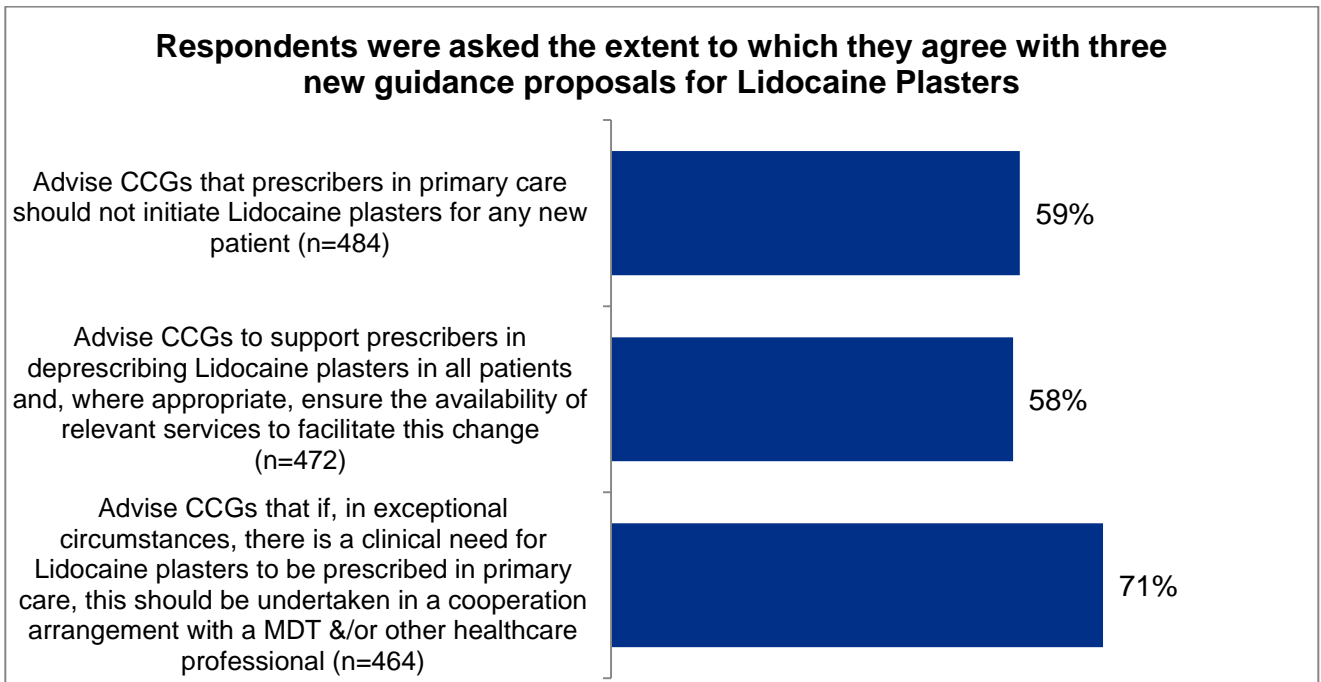 Respondents were asked the extent to which they agree with three
new guidance proposals for Lidocaine Plasters
Advise CCGs that prescribers in primary care
should not initiate Lidocaine plasters for any new
patient (n=484)
59%
Advise CCGs to support prescribers in
deprescribing Lidocaine plasters in all patients
and, where appropriate, ensure the availability of
relevant services to facilitate this change
(n=472)
58%
Advise CCGs that if, in exceptional
circumstances, there is a clinical need for
Lidocaine plasters to be prescribed in primary
care, this should be undertaken in a cooperation
arrangement with a MDT &/or other healthcare
professional (n=464)
71%